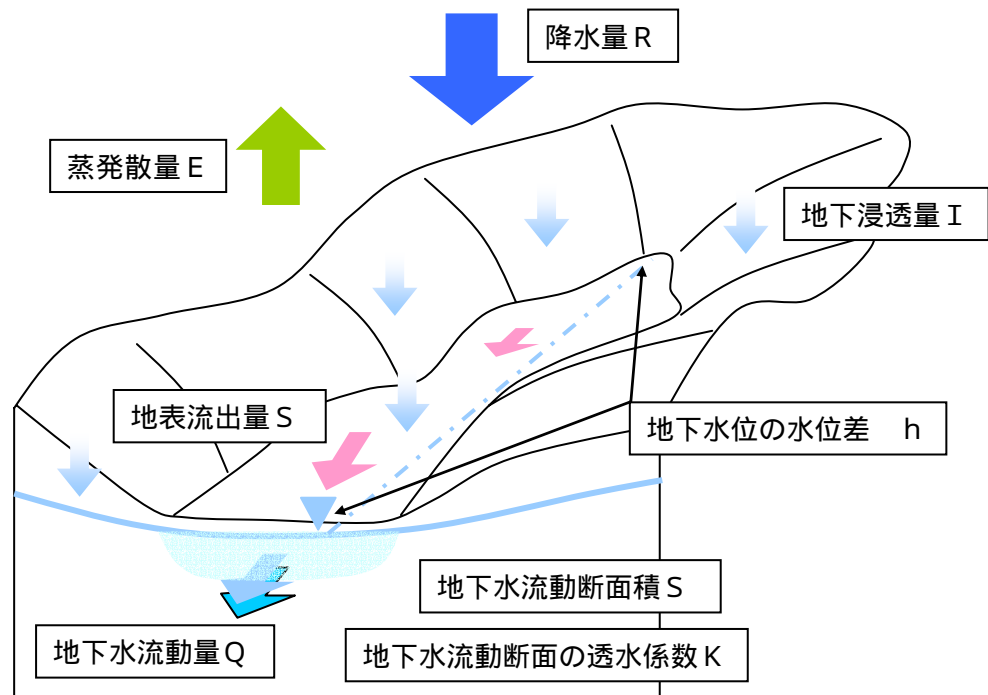 降水量R
蒸発散量E
地下浸透量I
地表流出量S
地下水位の水位差　h
地下水流動断面積S
地下水流動量Q
地下水流動断面の透水係数K